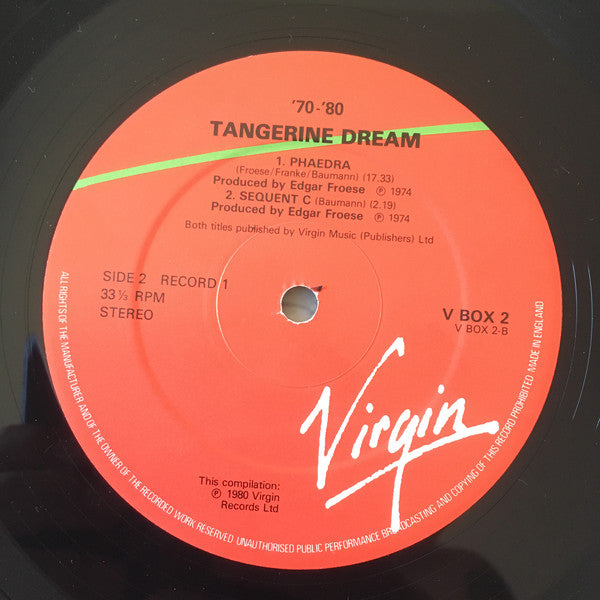 '70-'80
TANGERINE DREAM
1. PHAEDRA
(Froese/Franke/Baumann) (17.33)
Produced by Edgar Froese ℗ 1974
2. SEQUENT C (Baumann) (2.19)
Produced by Edgar Froese ℗ 1974
Both titles published by Virgin Music (Publishers) Ltd
SIDE 2 RECORD 1
33⅓ RPM
STEREO
V BOX 2
V BOX 2-B
Virgin
This compilation:
℗ 1980 Virgin
Records Ltd
ALL RIGHTS OF THE MANUFACTURER AND OF THE OWNER OF THE RECORDED WORK RESERVED UNAUTHORISED PUBLIC PERFORMANCE BROADCASTING AND COPYING OF THIS RECORD PROHIBITED MADE IN ENGLAND